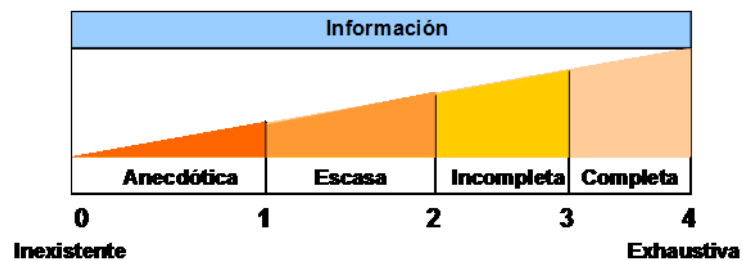 Información
Anecdótica Escasa Incompleta Completa
0 1 2 3 4
Inexistente Exhaustiva